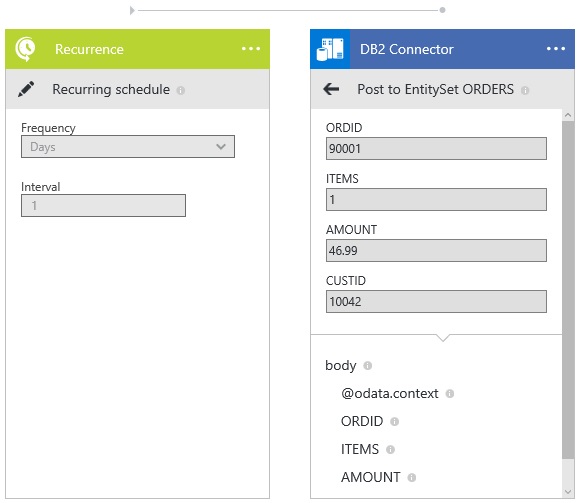 Recurrence
Recurring schedule
Frequency
Days
Interval
1
DB2 Connector
Post to EntitySet ORDERS
ORDID
90001
ITEMS
1
AMOUNT
46.99
CUSTID
10042
body
@odata.context
ORDID
ITEMS
AMOUNT